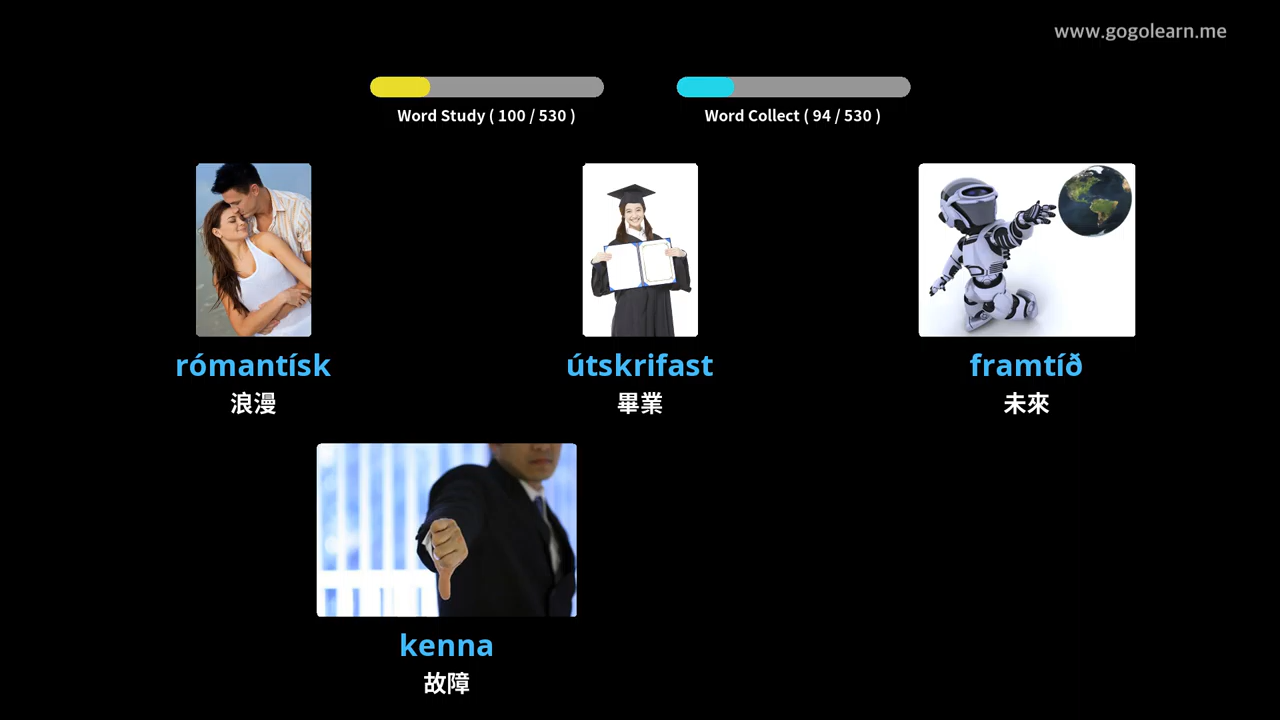 www.gogolearn.me
Word Study ( 100 / 530 )
Word Collect ( 94 / 530 )
rómantísk
útskrifast
framtíð
浪漫
畢業
未來
kenna
故障